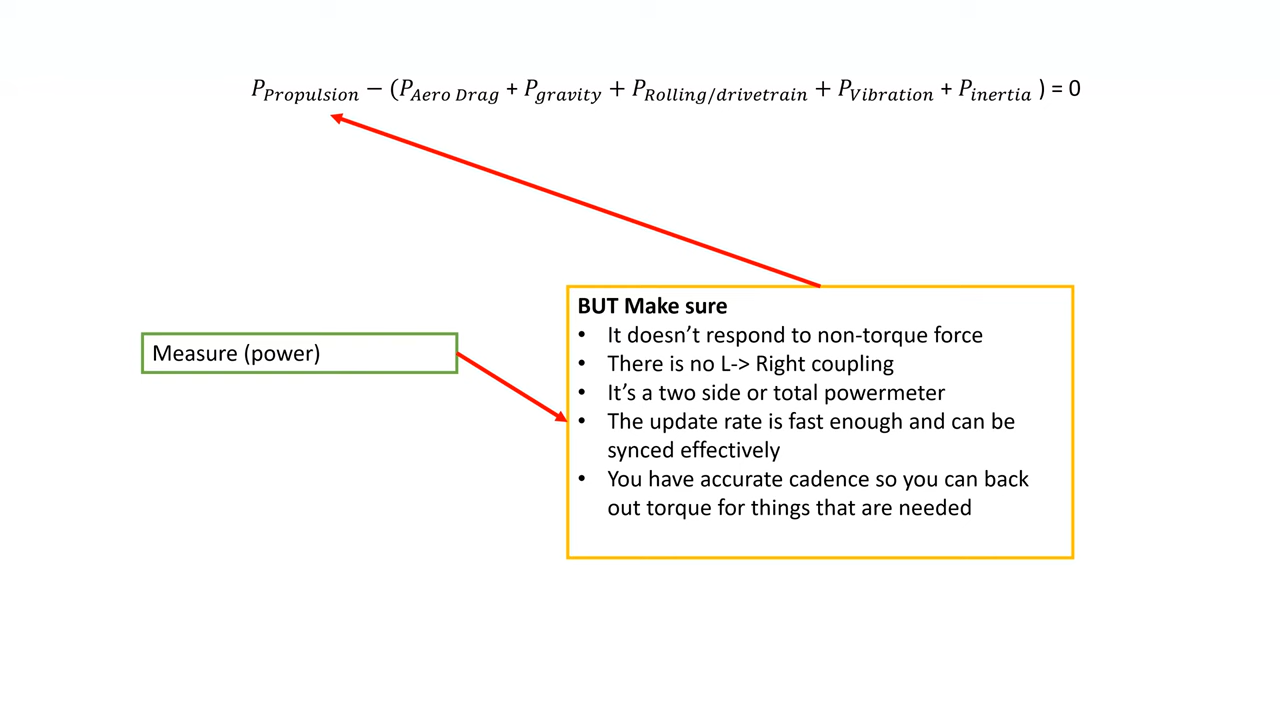 P_Propulsion − (P_Aero Drag + P_gravity + P_Rolling/drivetrain + P_Vibration + P_inertia ) = 0
BUT Make sure
• It doesn’t respond to non-torque force
• There is no L-> Right coupling
Measure (power)
• It’s a two side or total powermeter
• The update rate is fast enough and can be
synced effectively
• You have accurate cadence so you can back
out torque for things that are needed